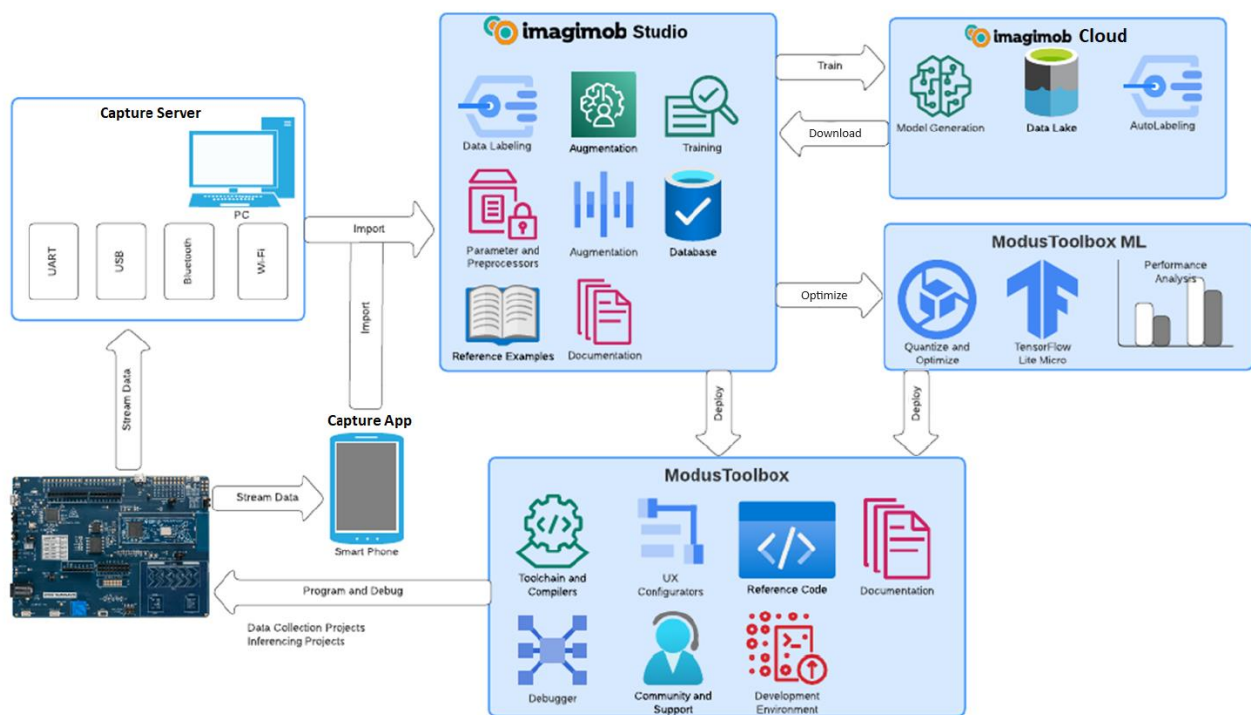 imagimob Studio
Data Labeling
Augmentation
Training
Parameter and
Preprocessors
Augmentation
Database
Reference Examples
Documentation
Train
Download
imagimob Cloud
Model Generation
Data Lake
AutoLabeling
Capture Server
PC
UART
USB
Bluetooth
Wi-Fi
Import
Import
Optimize
ModusToolbox ML
Quantize and
Optimize
TensorFlow
Lite Micro
Performance
Analysis
Stream Data
Capture App
Smart Phone
Stream Data
Deploy
Deploy
ModusToolbox
Toolchain and
Compilers
UX
Configurators
Reference Code
Documentation
Debugger
Community and
Support
Development
Environment
Program and Debug
Data Collection Projects
Inferencing Projects